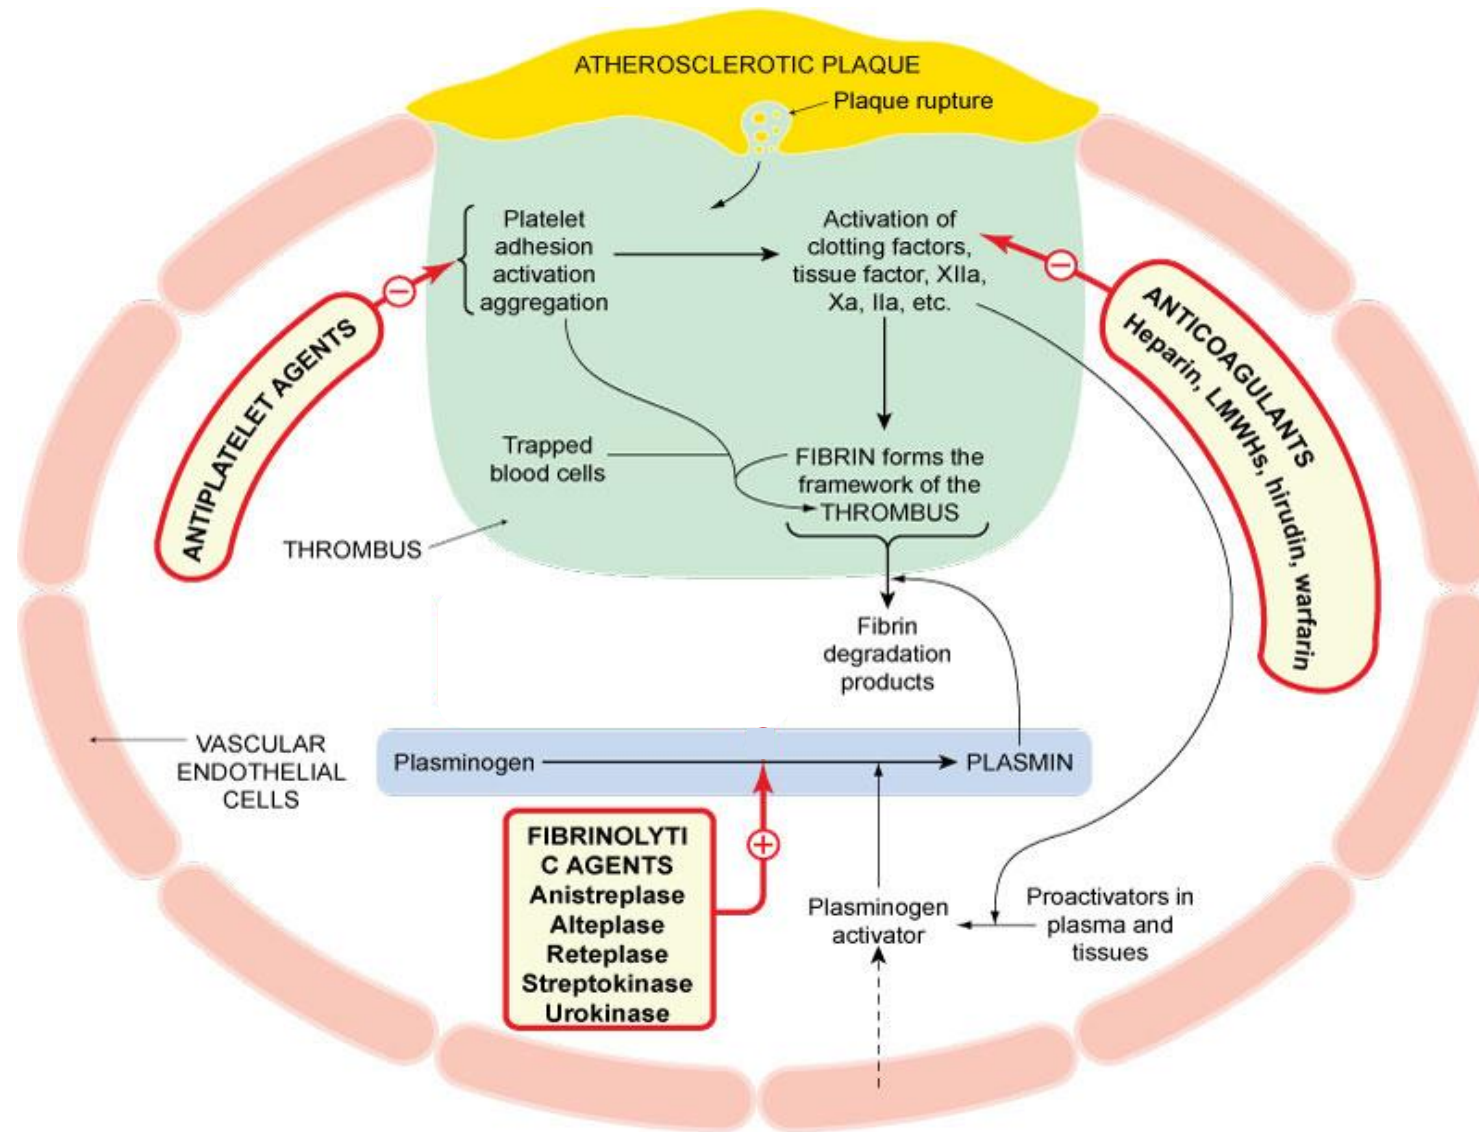 ATHEROSCLEROTIC PLAQUE
Plaque rupture
Platelet
adhesion
activation
aggregation
Activation of
clotting factors,
tissue factor, XIIa,
Xa, IIa, etc.
−
−
ANTIPLATELET AGENTS
ANTICOAGULANTS
Heparin, LMWHs, hirudin, warfarin
Trapped
blood cells
FIBRIN forms the
framework of the
THROMBUS
THROMBUS
Fibrin
degradation
products
VASCULAR
ENDOTHELIAL
CELLS
Plasminogen
PLASMIN
+
FIBRINOLYTI
C AGENTS
Anistreplase
Alteplase
Reteplase
Streptokinase
Urokinase
Plasminogen
activator
Proactivators in
plasma and
tissues